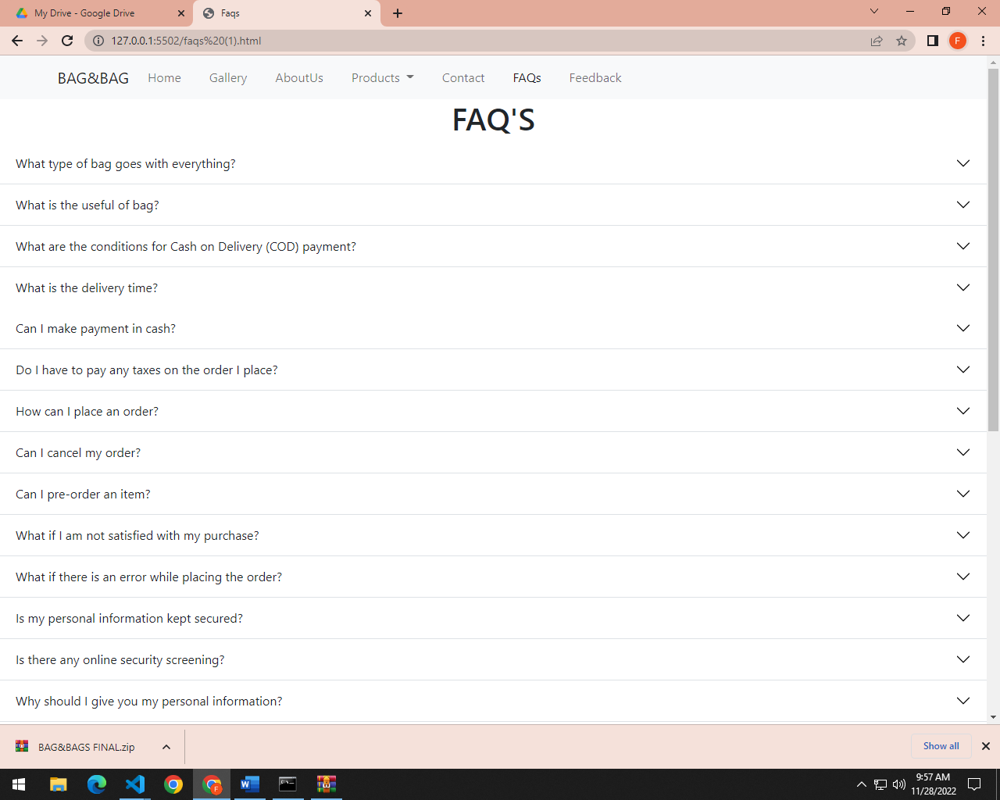 My Drive - Google Drive
Faqs
127.0.0.1:5502/faqs%20(1).html
F
BAG&BAG Home Gallery AboutUs Products Contact FAQs Feedback
FAQ'S
What type of bag goes with everything?
What is the useful of bag?
What are the conditions for Cash on Delivery (COD) payment?
What is the delivery time?
Can I make payment in cash?
Do I have to pay any taxes on the order I place?
How can I place an order?
Can I cancel my order?
Can I pre-order an item?
What if I am not satisfied with my purchase?
What if there is an error while placing the order?
Is my personal information kept secured?
Is there any online security screening?
Why should I give you my personal information?
BAG&BAGS FINAL.zip
Show all
9:57 AM
11/28/2022